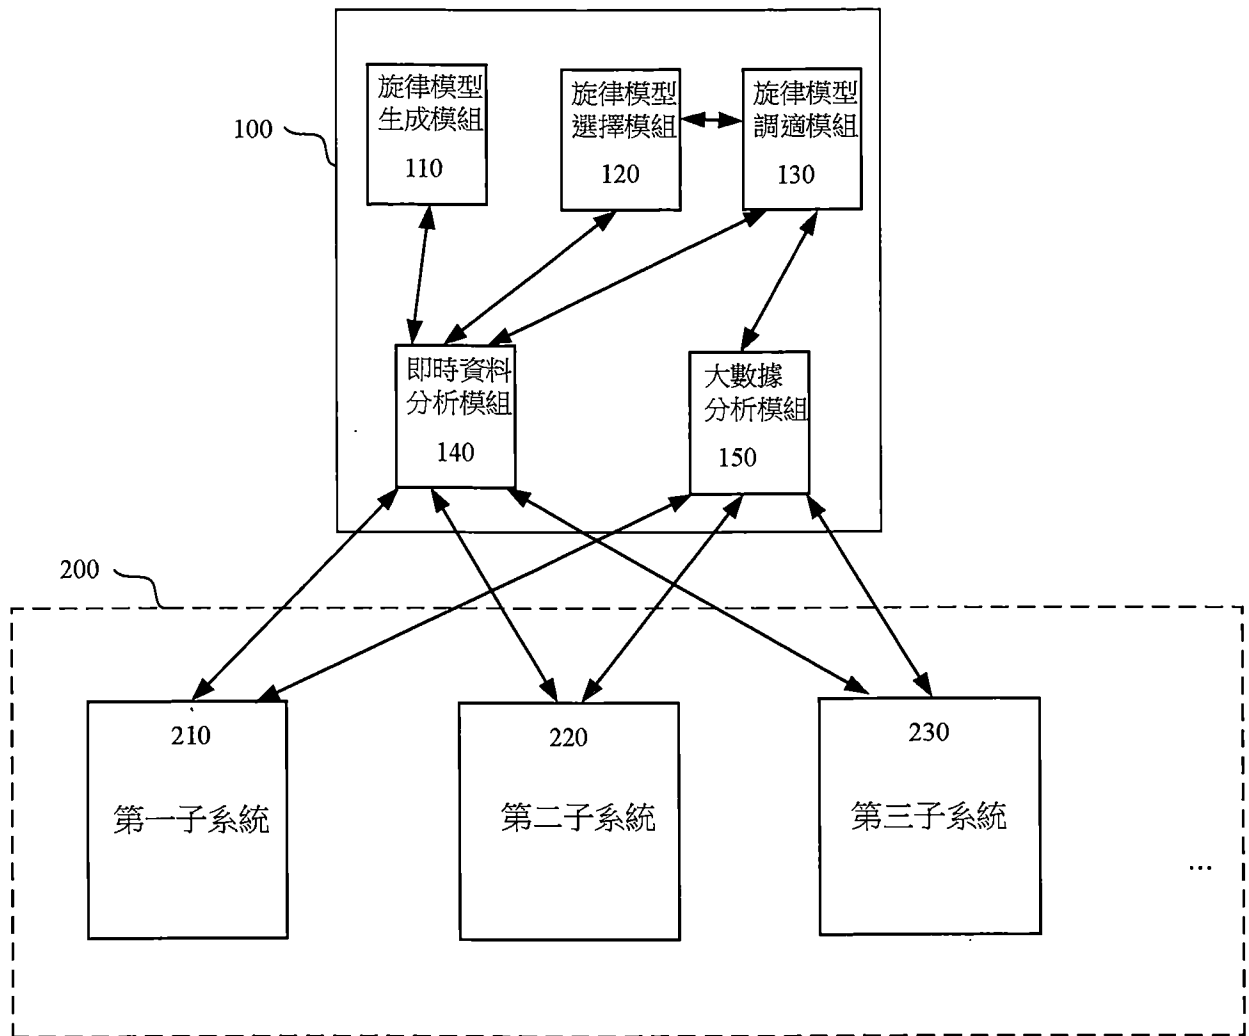 100
旋律模型
生成模組
110
旋律模型
選擇模組
120
旋律模型
調適模組
130
即時資料
分析模組
140
大數據
分析模組
150
200
210
第一子系統
220
第二子系統
230
第三子系統
...